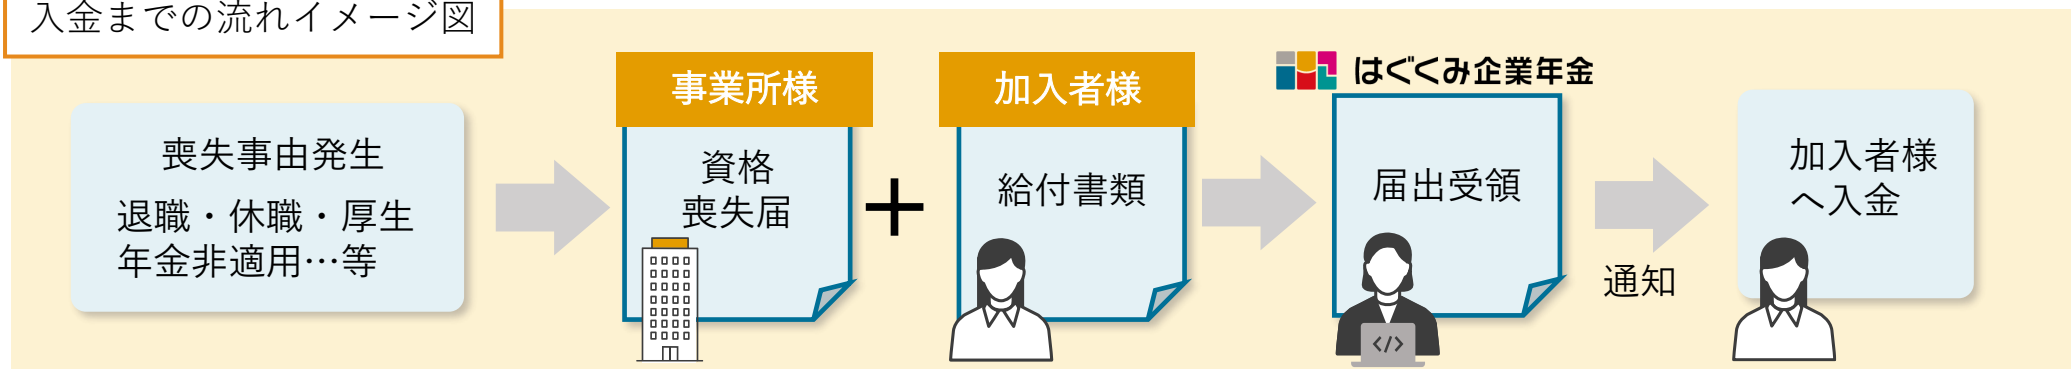 入金までの流れイメージ図
喪失事由発生
退職・休職・厚生
年金非適用…等
事業所様
資格
喪失届
+
加入者様
給付書類
はぐくみ企業年金
届出受領
</>
通知
加入者様
へ入金